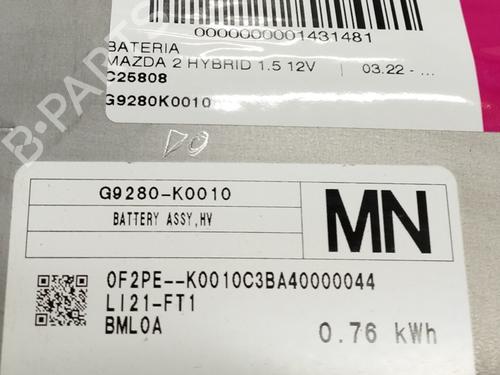 0000000001431481
BATERIA
MAZDA 2 HYBRID 1.5 12V | 03.22 - ...
C25808
G9280K0010
DO
G9280-K0010
BATTERY ASSY,HV
MN
0F2PE--K0010C3BA40000044
LI21-FT1
BML0A
0.76 kWh